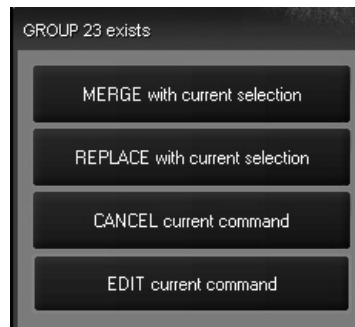 GROUP 23 exists
MERGE with current selection
REPLACE with current selection
CANCEL current command
EDIT current command